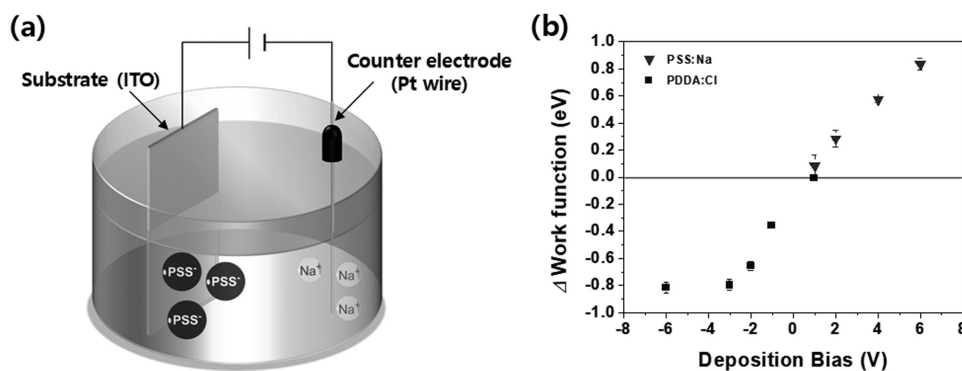 (a)
Substrate (ITO)
Counter electrode
(Pt wire)
PSS⁻
PSS⁻
PSS⁻
Na⁺
Na⁺
Na⁺
(b)
Δ Work function (eV)
1.0
0.8
0.6
0.4
0.2
0.0
-0.2
-0.4
-0.6
-0.8
-1.0
PSS:Na
PDDA:Cl
-8
-6
-4
-2
0
2
4
6
8
Deposition Bias (V)